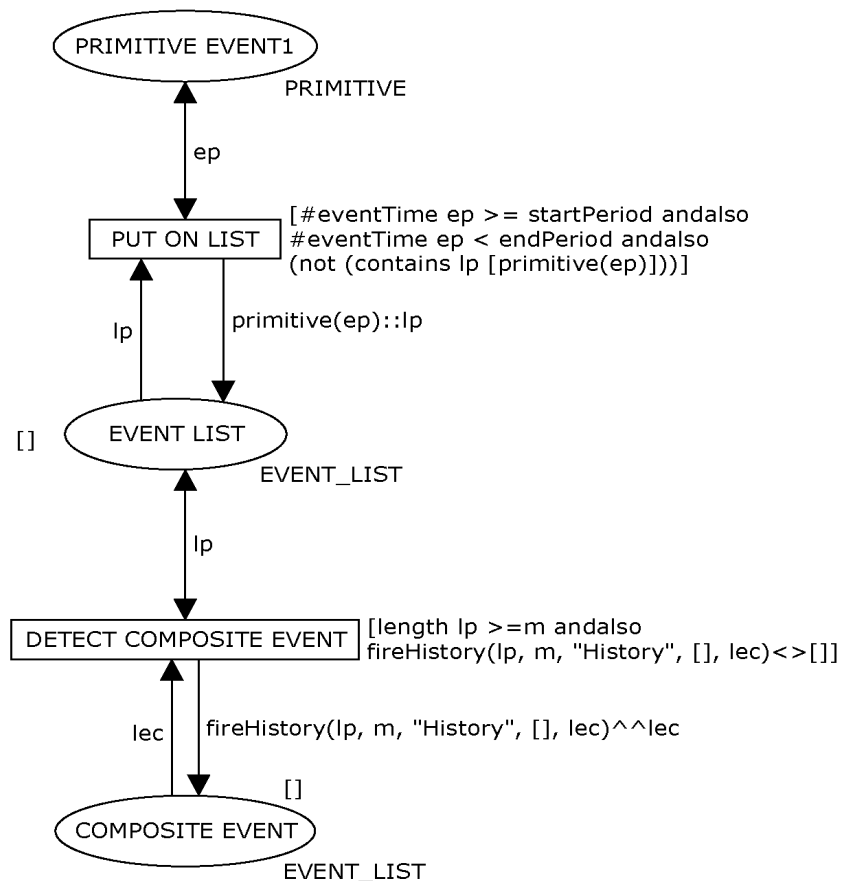 PRIMITIVE EVENT1
PRIMITIVE
ep
[#eventTime ep >= startPeriod andalso
PUT ON LIST
#eventTime ep < endPeriod andalso
(not (contains lp [primitive(ep)]))]
lp
primitive(ep)::lp
[]
EVENT LIST
EVENT_LIST
lp
[length lp >=m andalso
DETECT COMPOSITE EVENT
fireHistory(lp, m, "History", [], lec)<>[]]
lec
fireHistory(lp, m, "History", [], lec)^^lec
[]
COMPOSITE EVENT
EVENT_LIST